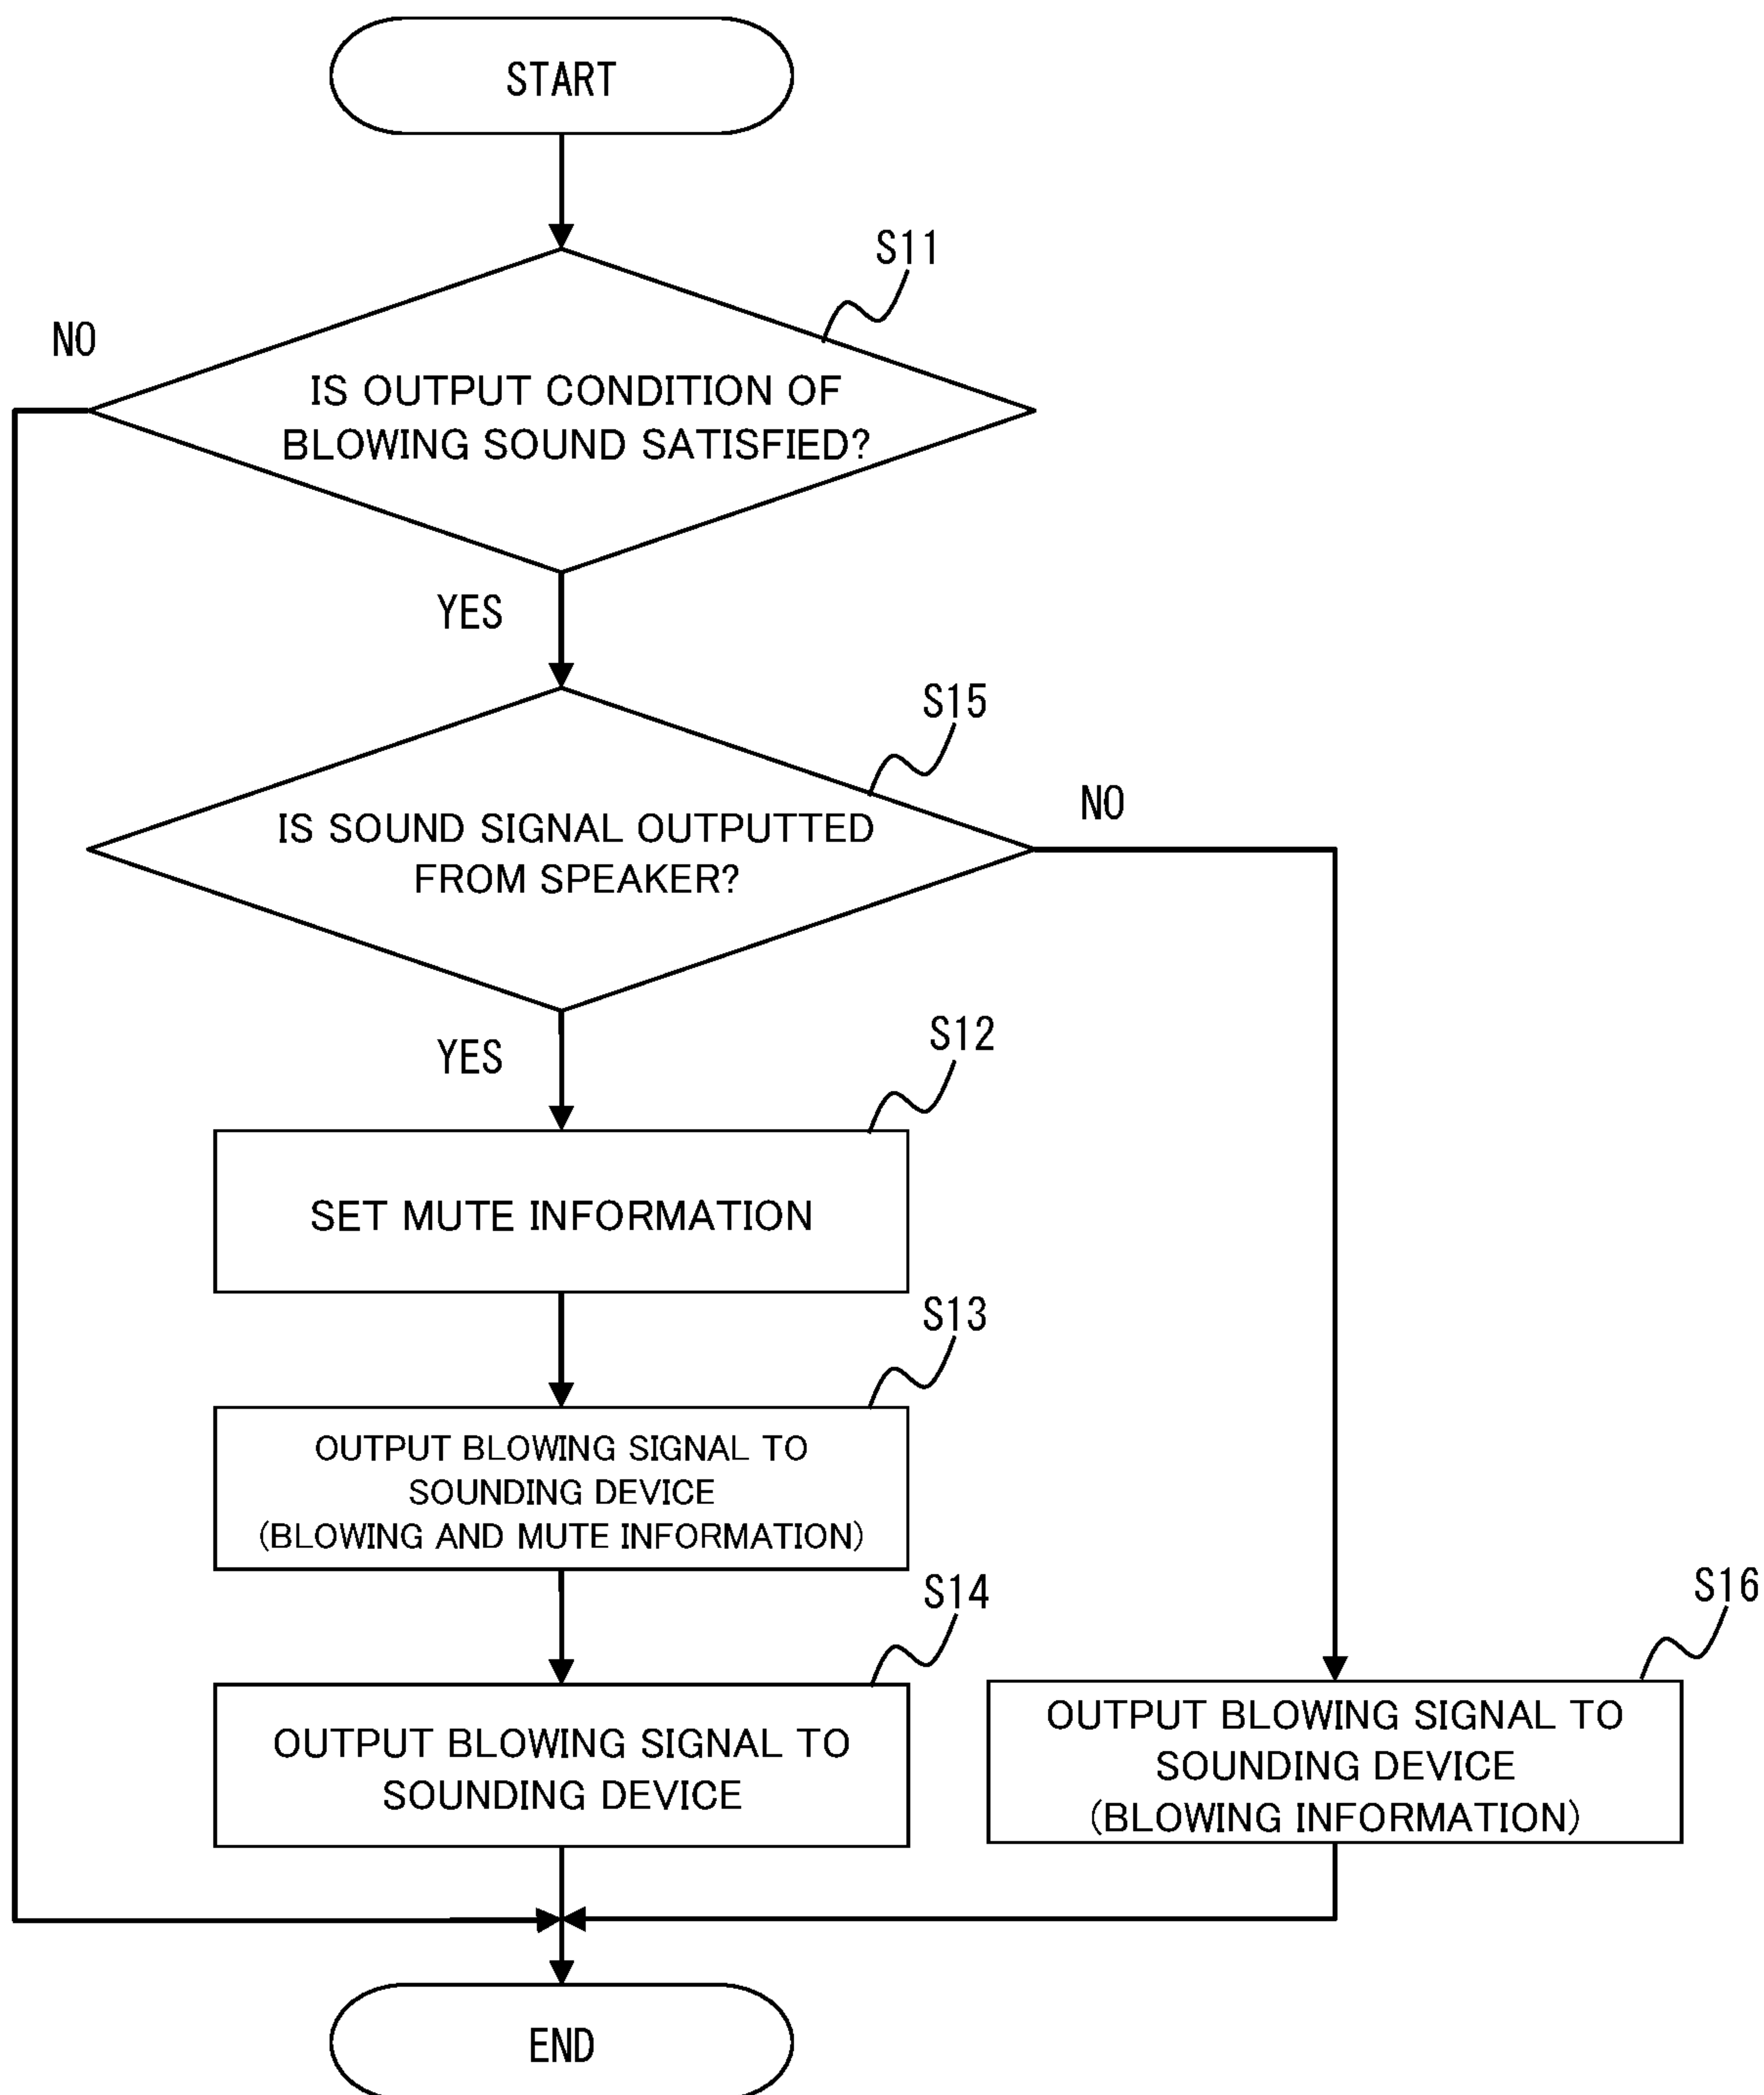 START
S11
NO
IS OUTPUT CONDITION OF
BLOWING SOUND SATISFIED?
YES
S15
NO
IS SOUND SIGNAL OUTPUTTED
FROM SPEAKER?
YES
S12
SET MUTE INFORMATION
S13
OUTPUT BLOWING SIGNAL TO
SOUNDING DEVICE
(BLOWING AND MUTE INFORMATION)
S14
OUTPUT BLOWING SIGNAL TO
SOUNDING DEVICE
S16
OUTPUT BLOWING SIGNAL TO
SOUNDING DEVICE
(BLOWING INFORMATION)
END